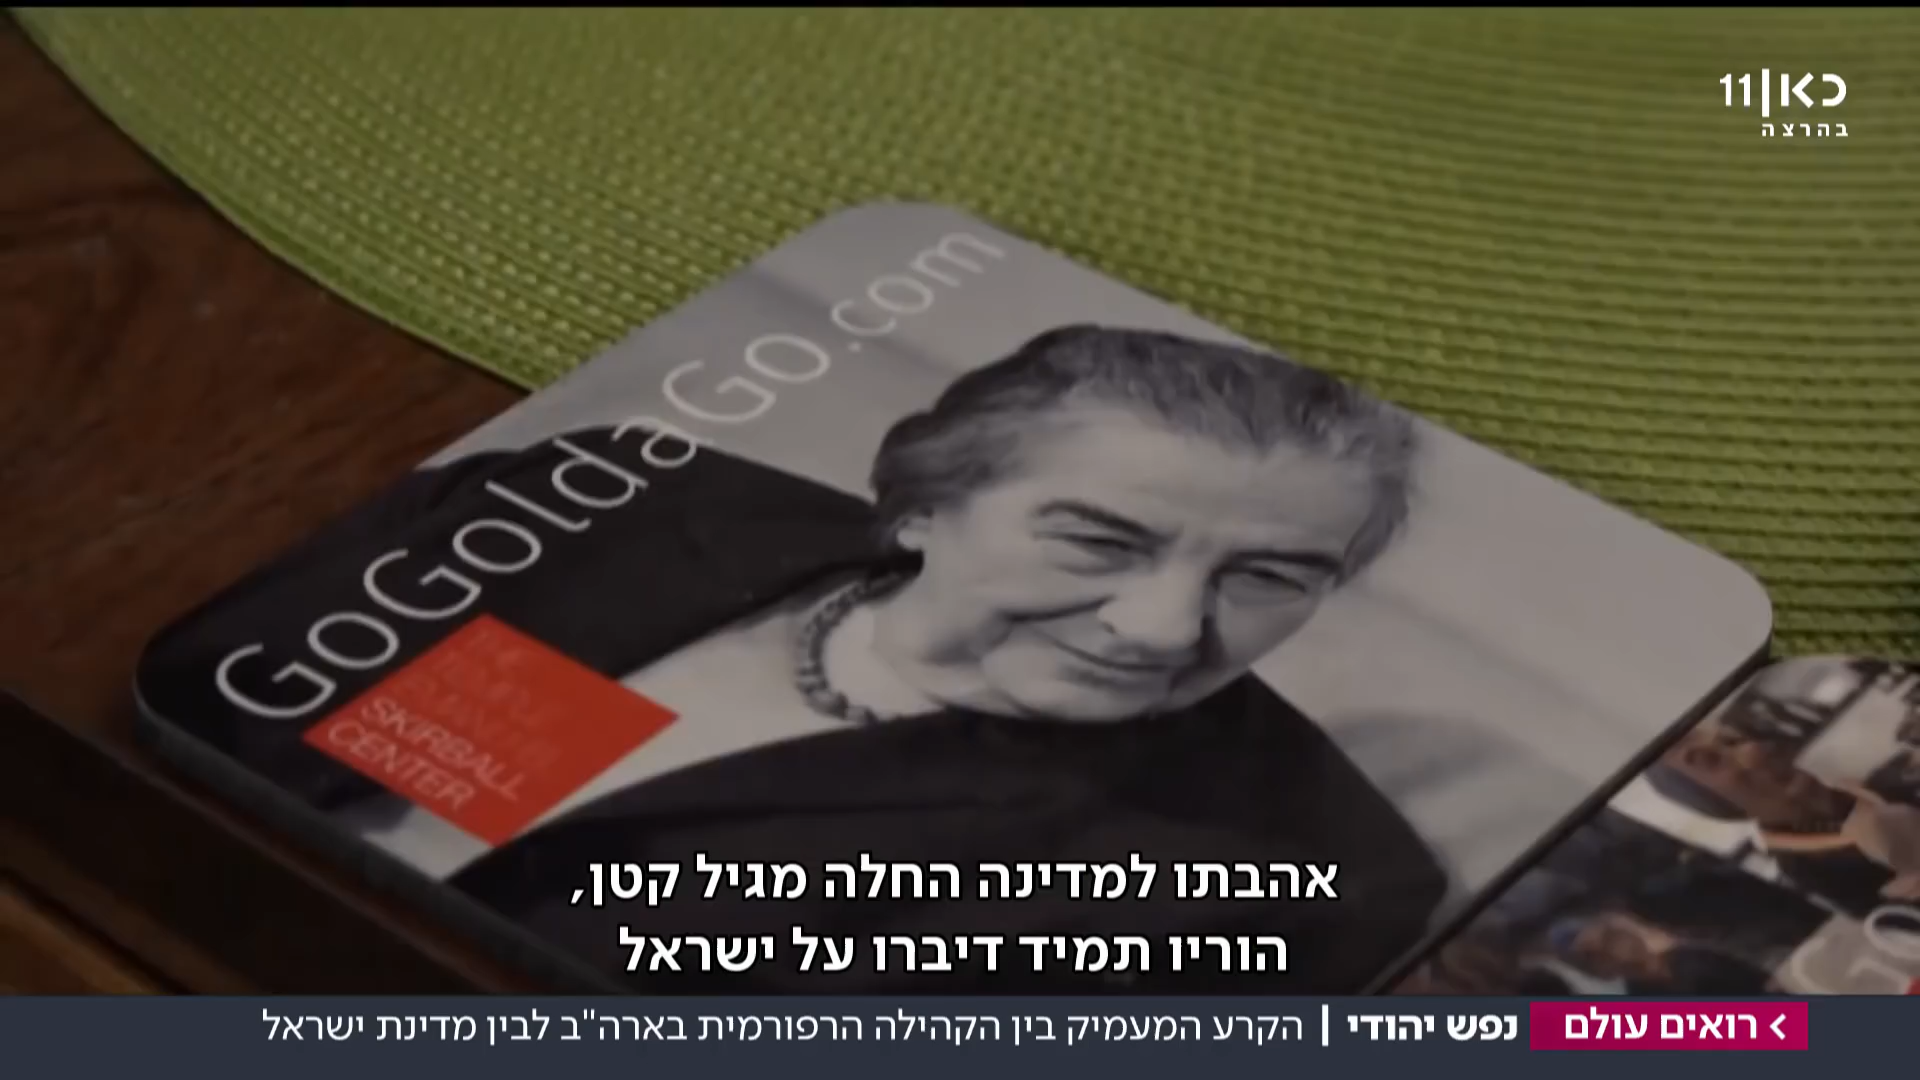 כאן 11
בהרצה
GoGoldaGo.com
SKIRBALL
CENTER
אהבתו למדינה החלה מגיל קטן,
הוריו תמיד דיברו על ישראל
רואים עולם
נפש יהודי | הקרע המעמיק בין הקהילה הרפורמית בארה"ב לבין מדינת ישראל